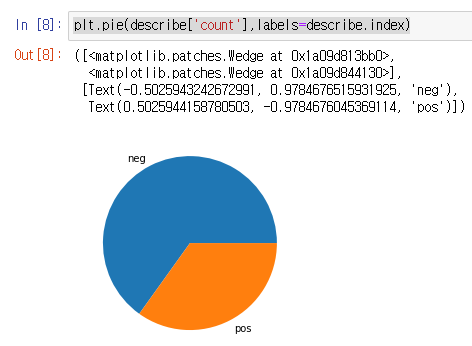 In [8]: plt.pie(describe['count'],labels=describe.index)
Out[8]: ([<matplotlib.patches.Wedge at 0x1a09d813bb0>,
<matplotlib.patches.Wedge at 0x1a09d844130>],
[Text(-0.5025943242672991, 0.9784676515931925, 'neg'),
Text(0.5025944158780503, -0.9784676045369114, 'pos')])
neg
pos